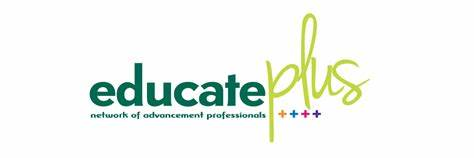 educateplus
network of advancement professionals ++++